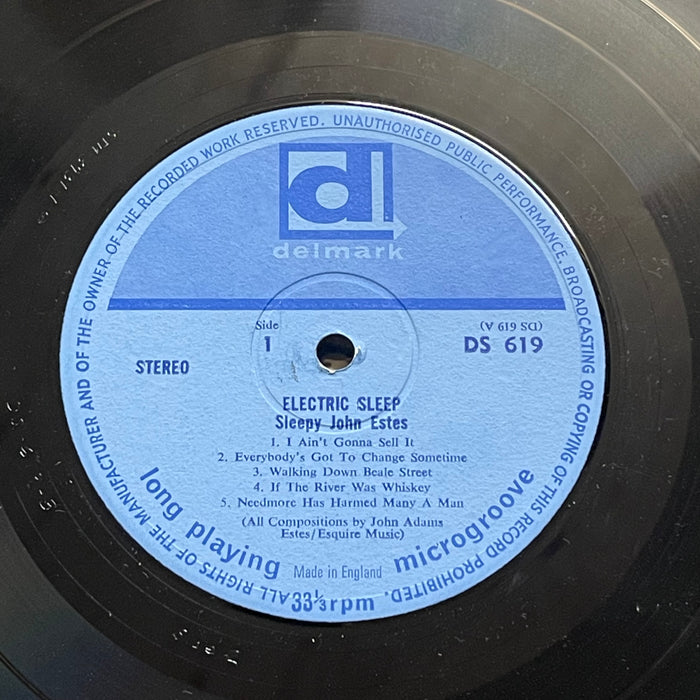 ALL RIGHTS OF THE MANUFACTURER AND OF THE OWNER OF THE RECORDED WORK RESERVED. UNAUTHORISED PUBLIC PERFORMANCE, BROADCASTING OR COPYING OF THIS RECORD PROHIBITED.
d
delmark
Side
1
(V 619 SA)
DS 619
STEREO
ELECTRIC SLEEP
Sleepy John Estes
1. I Ain't Gonna Sell It
2. Everybody's Got To Change Sometime
3. Walking Down Beale Street
4. If The River Was Whiskey
5. Needmore Has Harmed Many A Man
(All Compositions by John Adams
Estes/Esquire Music)
long playing
Made in England
microgroove
33⅓rpm